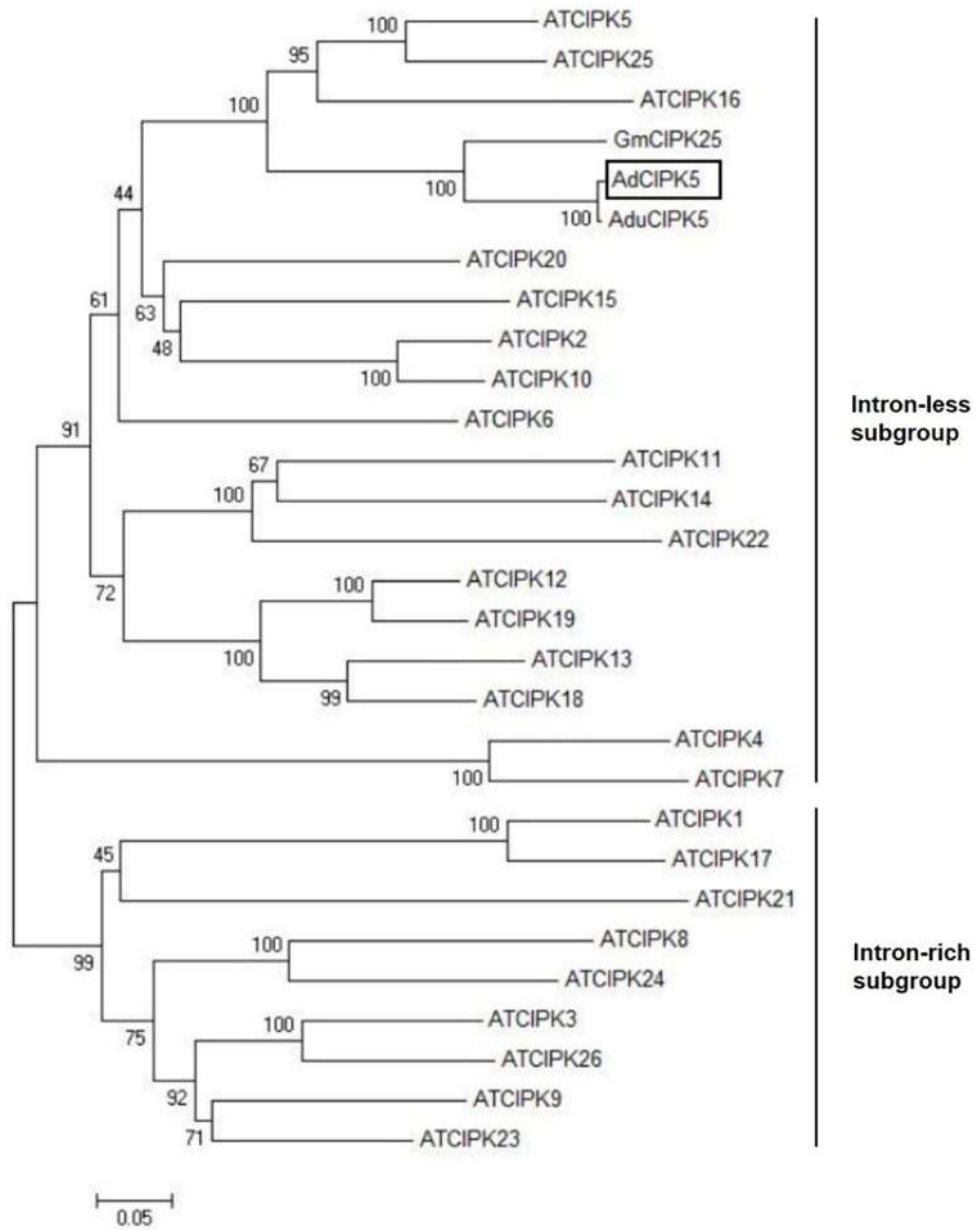 100 ATCIPK5
95 ATCIPK25
100 ATCIPK16
GmCIPK25
100 AdCIPK5
44 100 AduCIPK5
ATCIPK20
61 63 ATCIPK15
48 ATCIPK2
100 ATCIPK10
91 ATCIPK6
Intron-less
subgroup
67 ATCIPK11
100 ATCIPK14
ATCIPK22
72 100 ATCIPK12
ATCIPK19
100 ATCIPK13
99 ATCIPK18
ATCIPK4
100 ATCIPK7
100 ATCIPK1
45 ATCIPK17
ATCIPK21
99 100 ATCIPK8
Intron-rich
subgroup
ATCIPK24
75 100 ATCIPK3
ATCIPK26
92 ATCIPK9
71 ATCIPK23
0.05